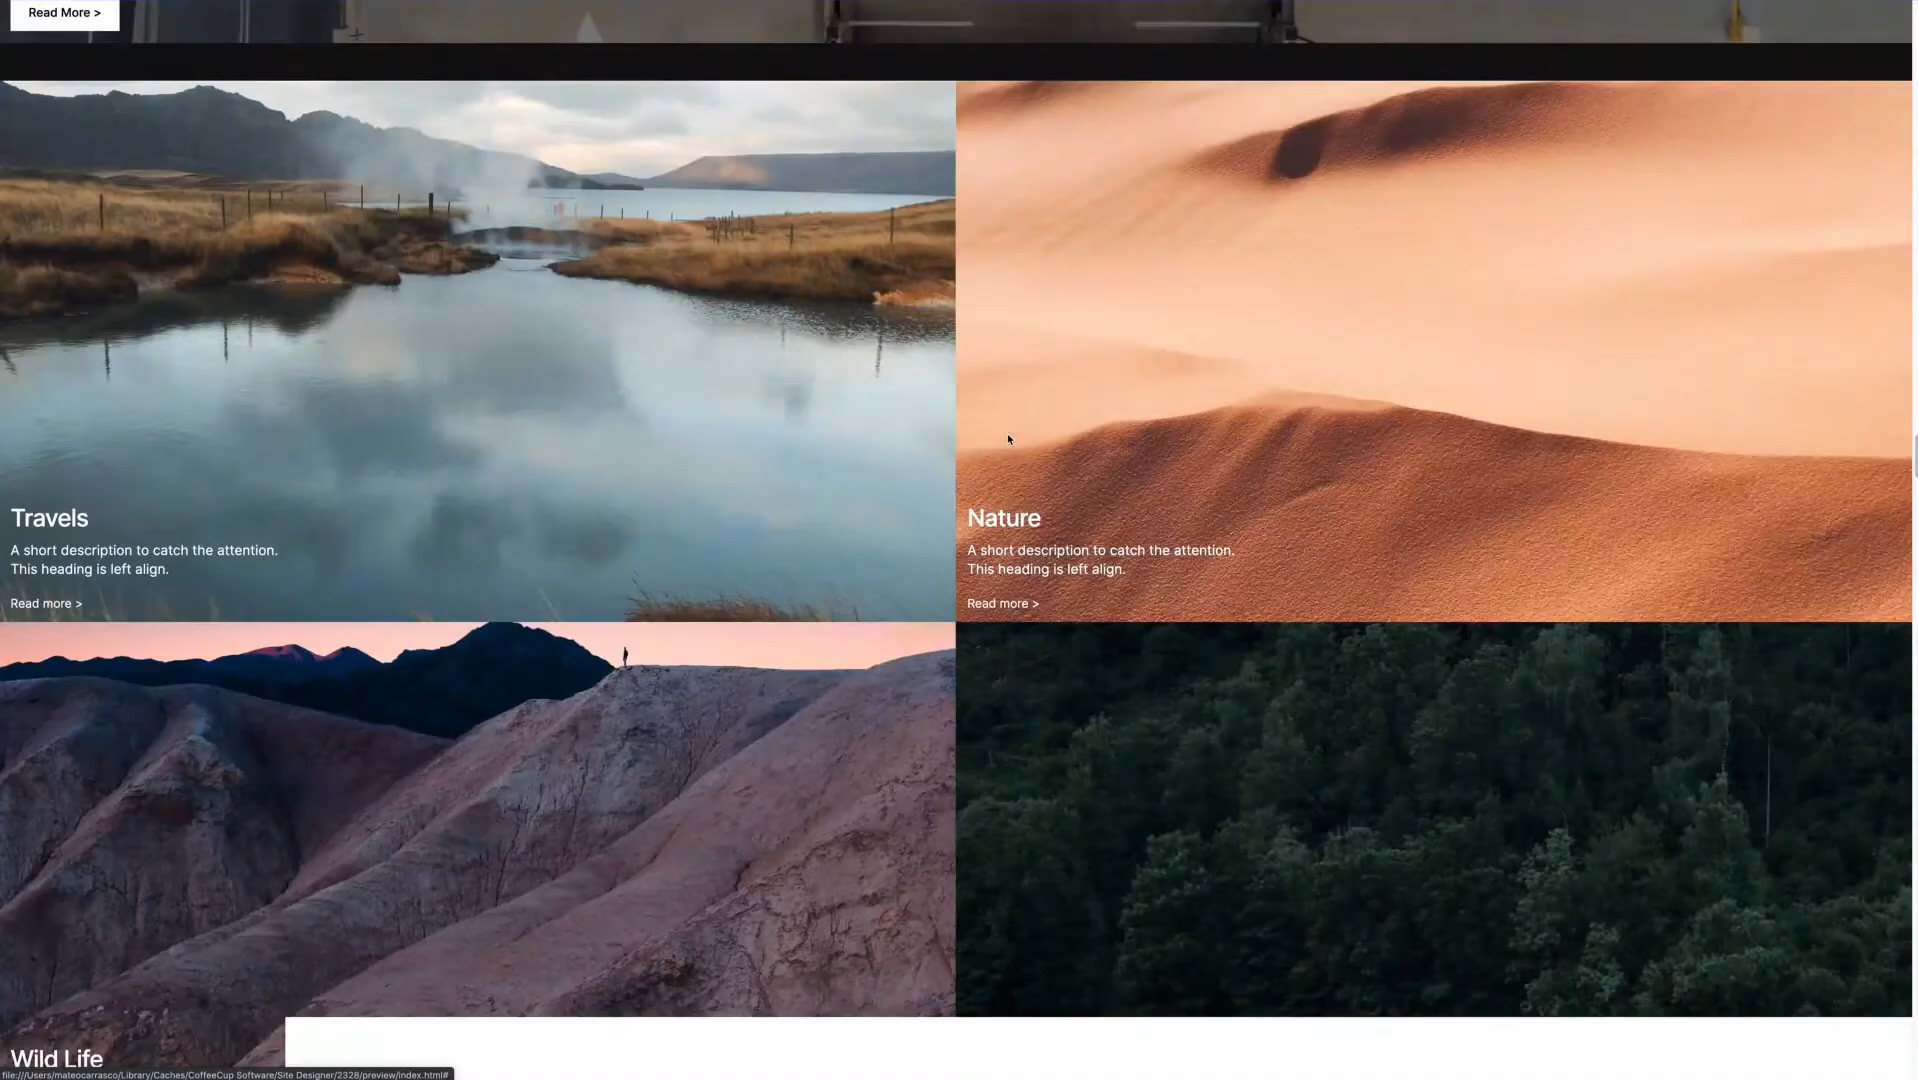 Read More >
Travels
A short description to catch the attention.
This heading is left align.
Read more >
Nature
A short description to catch the attention.
This heading is left align.
Read more >
Wild Life
file:///Users/mateocarrasco/Library/Caches/CoffeeCup Software/Site Designer/2328/preview/index.html#